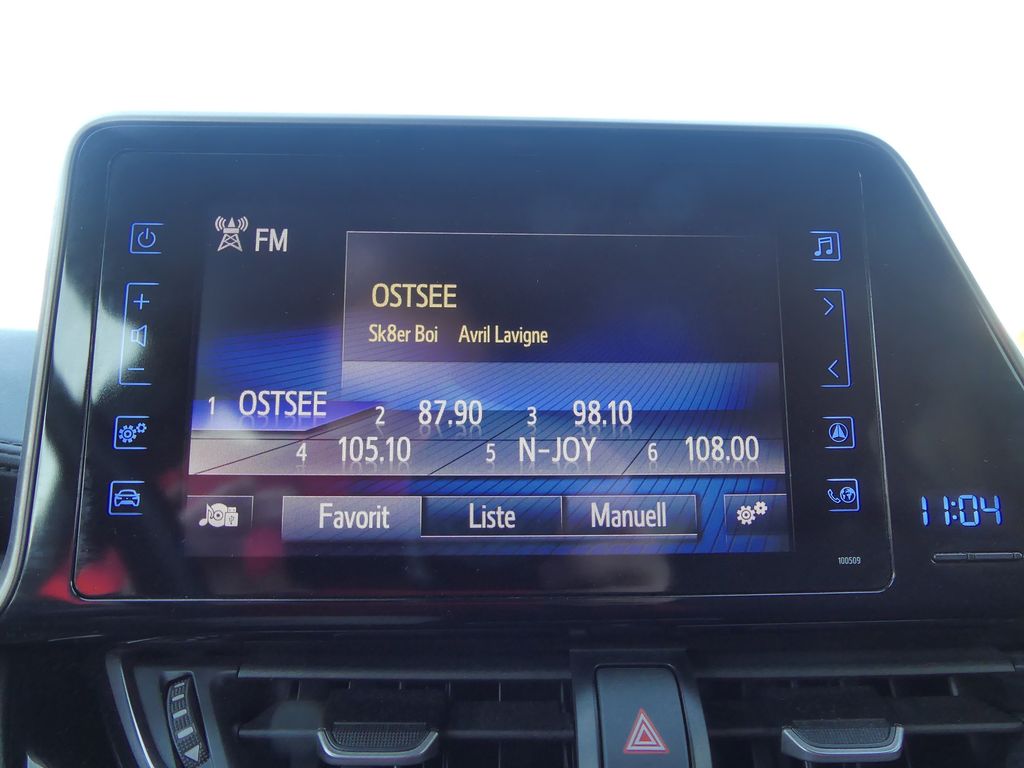 FM
OSTSEE
Sk8er Boi Avril Lavigne
1 OSTSEE 2 87.90 3 98.10
4 105.10 5 N-JOY 6 108.00
Favorit Liste Manuell
11:04
100509